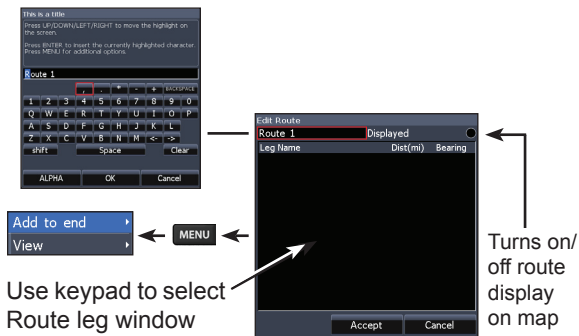 This is a title
Press UP/DOWN/LEFT/RIGHT to move the highlight on
the screen.
Press ENTER to insert the currently highlighted character.
Press MENU for additional options.
Route 1
, . * - + BACKSPACE
1 2 3 4 5 6 7 8 9 0
Q W E R T Y U I O P
A S D F G H J K L
Z X C V B N M <- ->
shift Space Clear
ALPHA OK Cancel
Edit Route
Route 1 Displayed
Leg Name Dist(mi) Bearing
Accept Cancel
Add to end
View
MENU
Use keypad to select
Route leg window
Turns on/
off route
display
on map